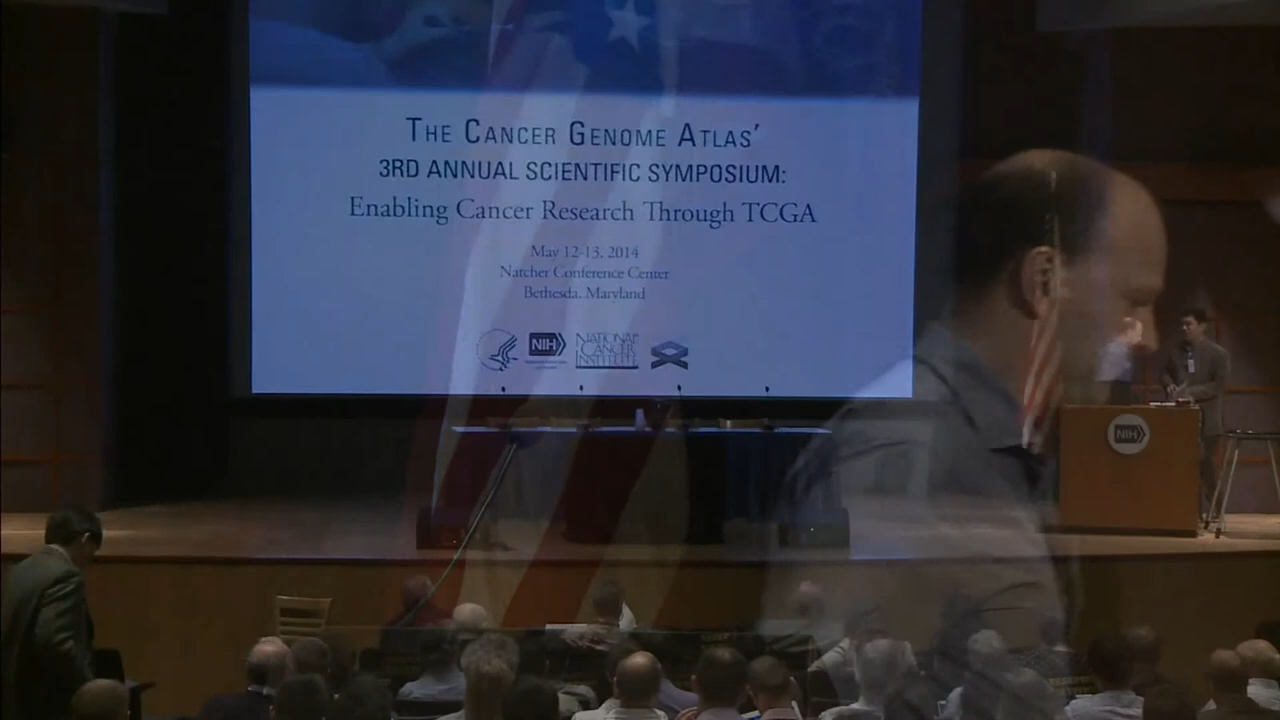 THE CANCER GENOME ATLAS'
3RD ANNUAL SCIENTIFIC SYMPOSIUM:
Enabling Cancer Research Through TCGA
May 12-13, 2014
Natcher Conference Center
Bethesda, Maryland
NIH
NATIONAL
CANCER
INSTITUTE
NIH